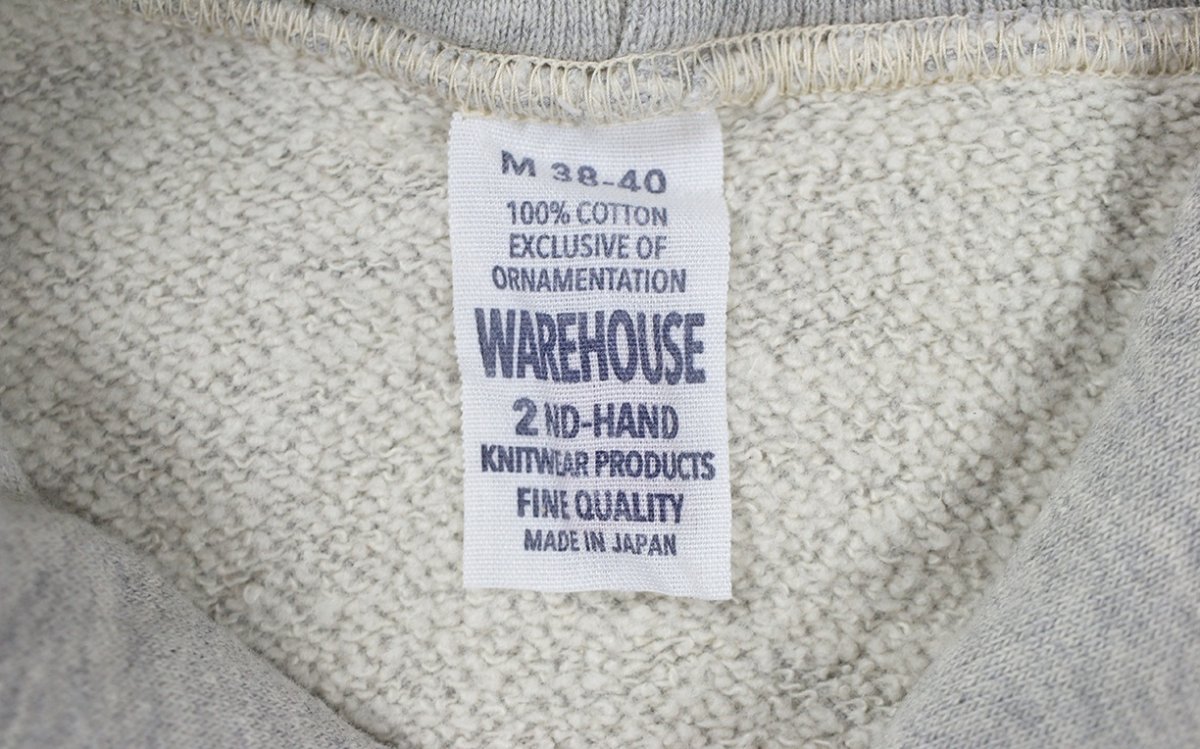 M 38-40
100% COTTON
EXCLUSIVE OF
ORNAMENTATION
WAREHOUSE
2 ND-HAND
KNITWEAR PRODUCTS
FINE QUALITY
MADE IN JAPAN